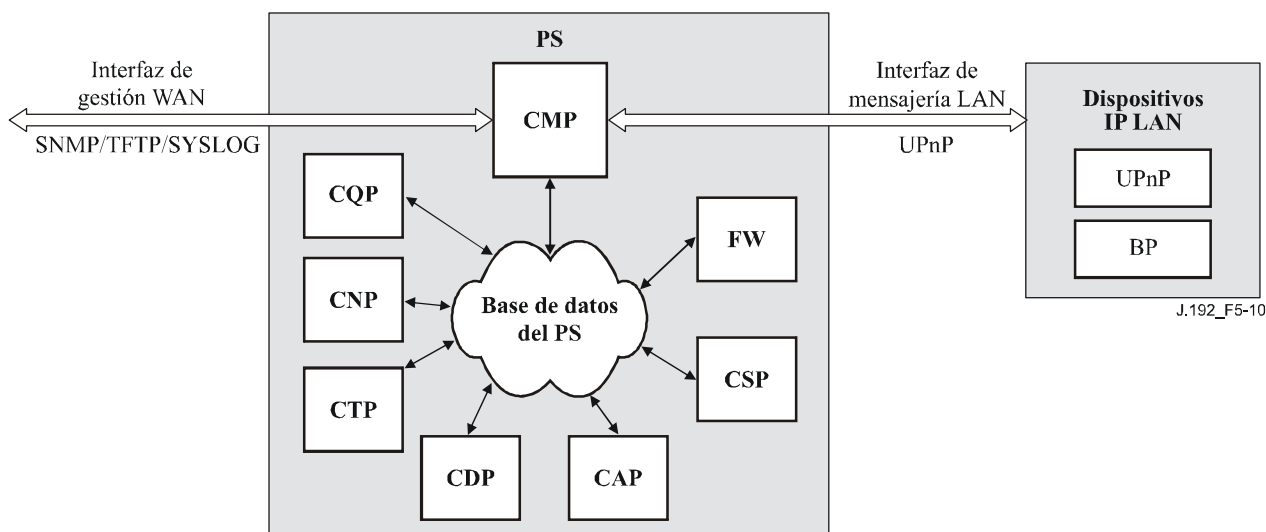 PS
Interfaz de
gestión WAN
SNMP/TFTP/SYSLOG
CMP
Interfaz de
mensajería LAN
UPnP
Dispositivos
IP LAN
UPnP
BP
J.192_F5-10
CQP
CNP
CTP
CDP
CAP
CSP
FW
Base de datos
del PS